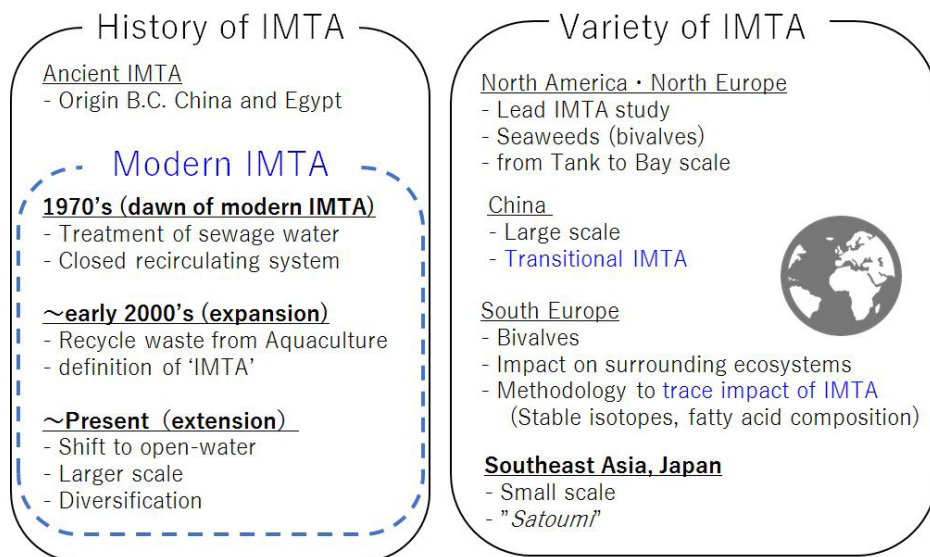 History of IMTA
Ancient IMTA
- Origin B.C. China and Egypt
Modern IMTA
1970's (dawn of modern IMTA)
- Treatment of sewage water
- Closed recirculating system
～early 2000's (expansion)
- Recycle waste from Aquaculture
- definition of 'IMTA'
～Present (extension)
- Shift to open-water
- Larger scale
- Diversification
Variety of IMTA
North America・North Europe
- Lead IMTA study
- Seaweeds (bivalves)
- from Tank to Bay scale
China
- Large scale
- Transitional IMTA
South Europe
- Bivalves
- Impact on surrounding ecosystems
- Methodology to trace impact of IMTA
(Stable isotopes, fatty acid composition)
Southeast Asia, Japan
- Small scale
- "Satoumi"